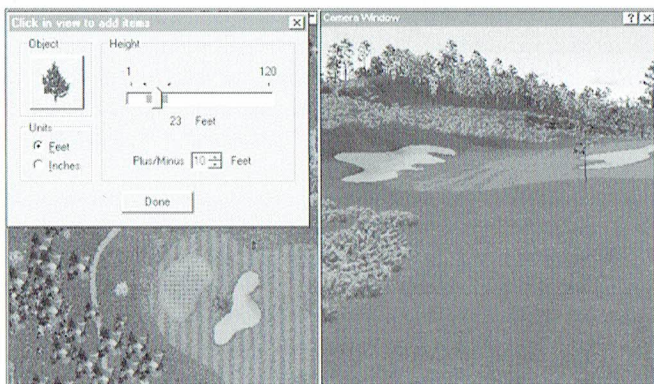 Click in view to add items
Object
Height
1
120
23 Feet
Units
Feet
Inches
Plus/Minus 10 Feet
Done
Camera Window